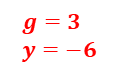 g = 3
y = −6